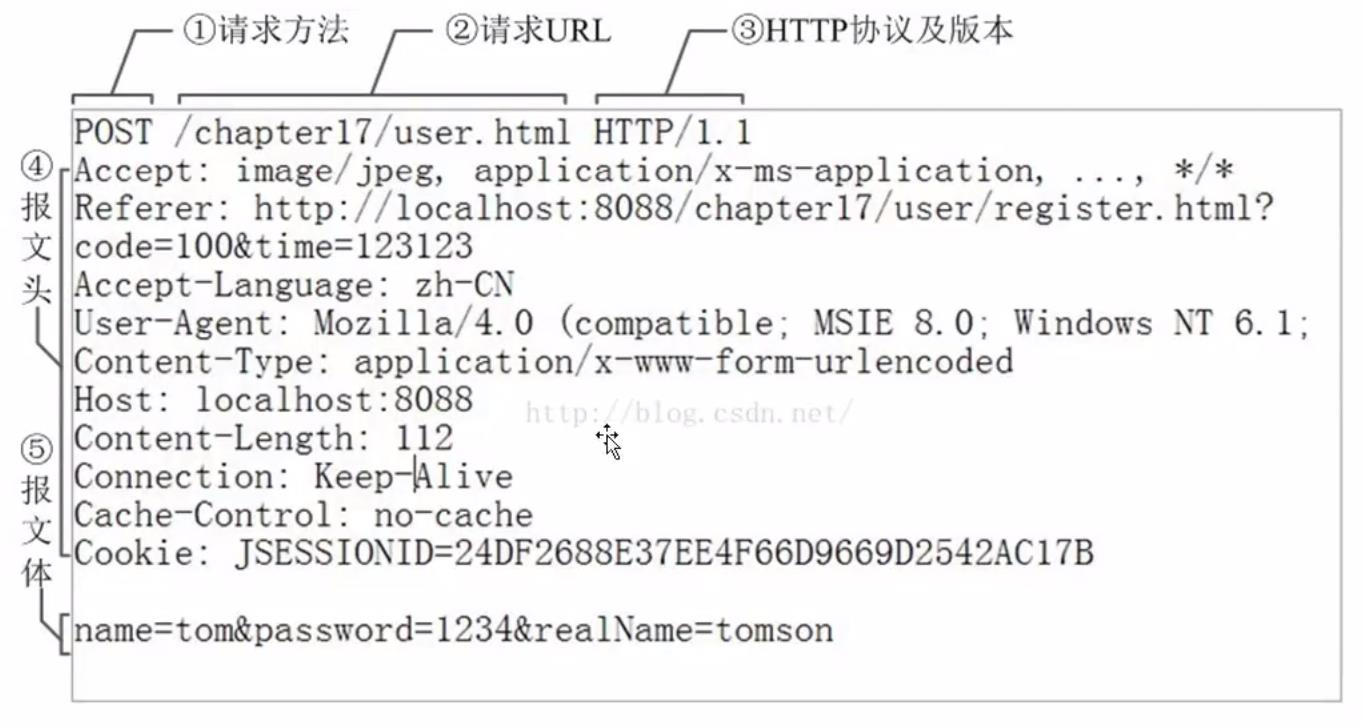 ①请求方法 ②请求URL ③HTTP协议及版本
POST /chapter17/user.html HTTP/1.1
④报文头
Accept: image/jpeg, application/x-ms-application, ..., */*
Referer: http://localhost:8088/chapter17/user/register.html?
code=100&time=123123
Accept-Language: zh-CN
User-Agent: Mozilla/4.0 (compatible; MSIE 8.0; Windows NT 6.1;
Content-Type: application/x-www-form-urlencoded
Host: localhost:8088
http://blog.csdn.net/
Content-Length: 112
Connection: Keep-Alive
Cache-Control: no-cache
Cookie: JSESSIONID=24DF2688E37EE4F66D9669D2542AC17B
⑤报文体
name=tom&password=1234&realName=tomson